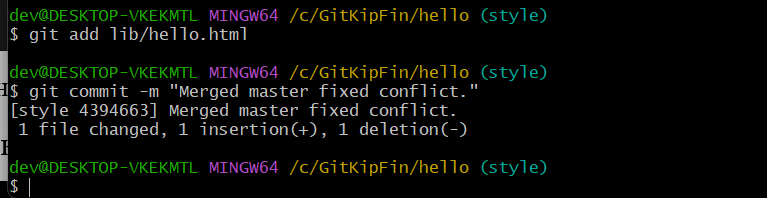 dev@DESKTOP-VKEKMTL MINGW64 /c/GitKipFin/hello (style)
$ git add lib/hello.html
dev@DESKTOP-VKEKMTL MINGW64 /c/GitKipFin/hello (style)
$ git commit -m "Merged master fixed conflict."
[style 4394663] Merged master fixed conflict.
 1 file changed, 1 insertion(+), 1 deletion(-)
dev@DESKTOP-VKEKMTL MINGW64 /c/GitKipFin/hello (style)
$